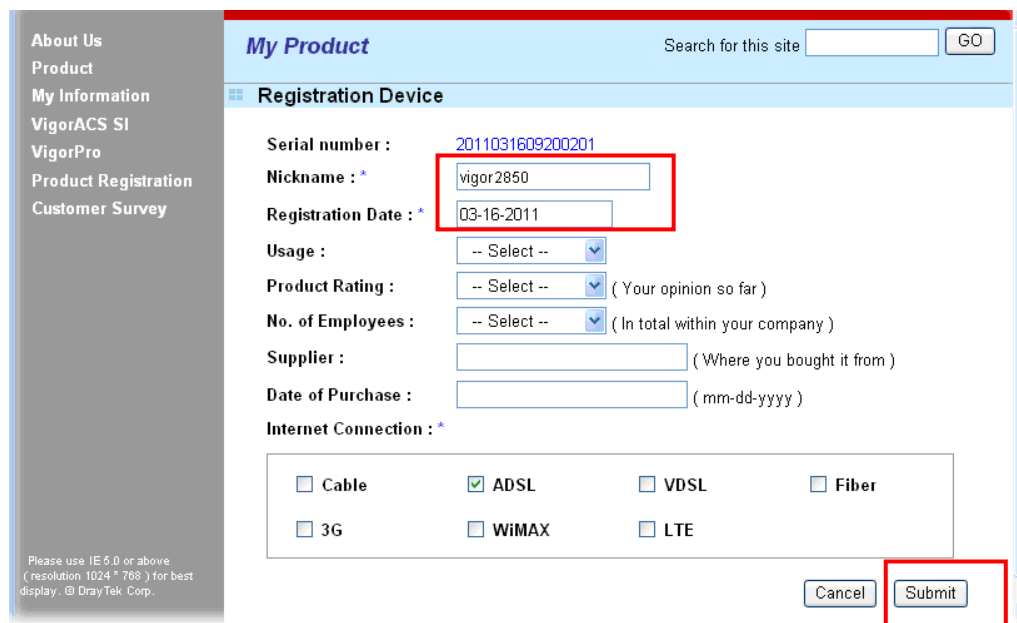 About Us
Product
My Information
VigorACS SI
VigorPro
Product Registration
Customer Survey
Please use IE 5.0 or above
( resolution 1024 * 768 ) for best
display. © DrayTek Corp.
My Product
Search for this site GO
Registration Device
Serial number : 2011031609200201
Nickname : * vigor2850
Registration Date : * 03-16-2011
Usage : -- Select --
Product Rating : -- Select -- ( Your opinion so far )
No. of Employees : -- Select -- ( In total within your company )
Supplier : ( Where you bought it from )
Date of Purchase : ( mm-dd-yyyy )
Internet Connection : *
Cable ADSL VDSL Fiber
3G WiMAX LTE
Cancel Submit